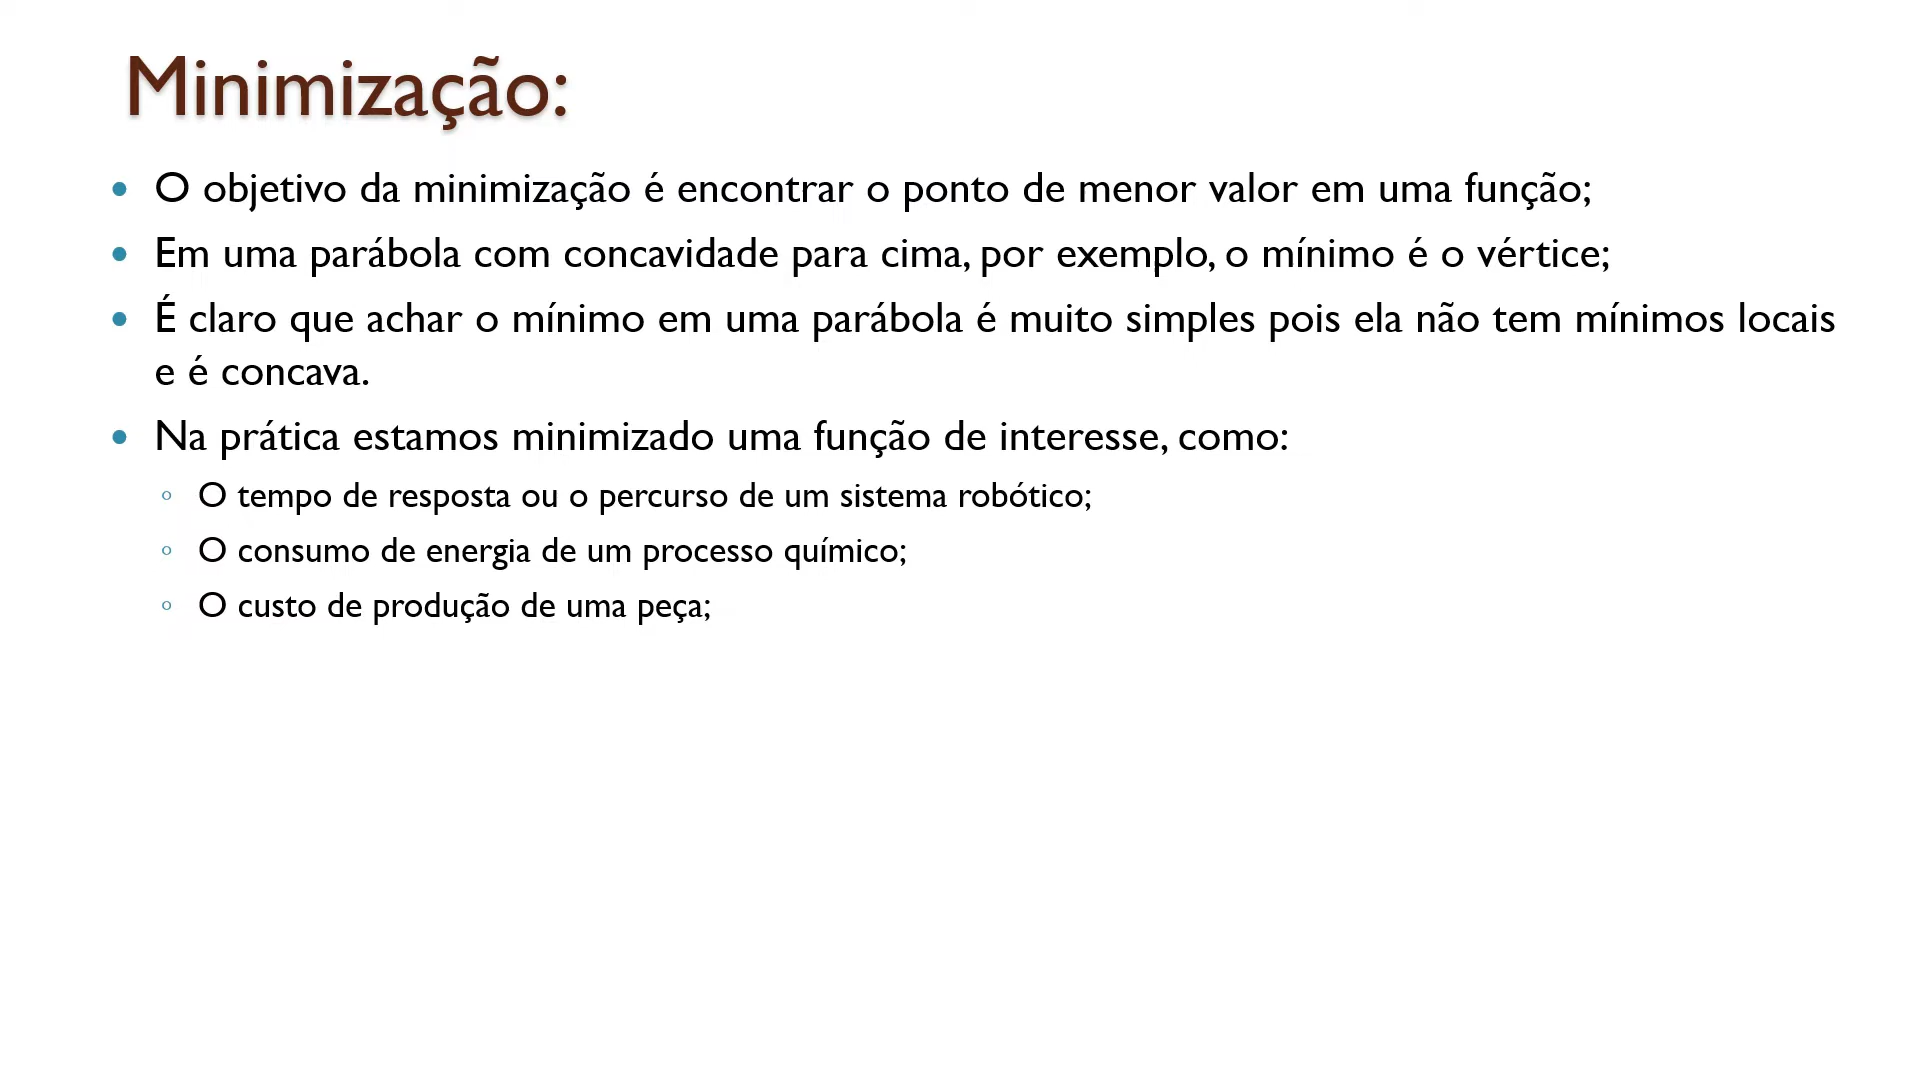 Minimização:
• O objetivo da minimização é encontrar o ponto de menor valor em uma função;
• Em uma parábola com concavidade para cima, por exemplo, o mínimo é o vértice;
• É claro que achar o mínimo em uma parábola é muito simples pois ela não tem mínimos locais
e é concava.
• Na prática estamos minimizado uma função de interesse, como:
◦ O tempo de resposta ou o percurso de um sistema robótico;
◦ O consumo de energia de um processo químico;
◦ O custo de produção de uma peça;